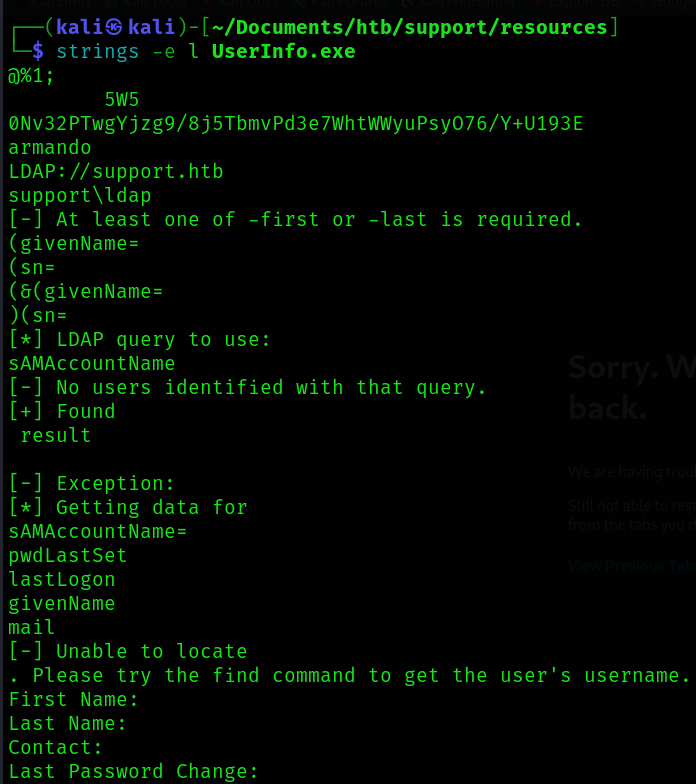 ┌──(kali㉿kali)-[~/Documents/htb/support/resources]
└─$ strings -e l UserInfo.exe
@%1;
        5W5
0Nv32PTwgYjzg9/8j5TbmvPd3e7WhtWWyuPsyO76/Y+U193E
armando
LDAP://support.htb
support\ldap
[-] At least one of -first or -last is required.
(givenName=
(sn=
(&(givenName=
)(sn=
[*] LDAP query to use:
sAMAccountName
[-] No users identified with that query.
[+] Found
 result
[-] Exception:
[*] Getting data for
sAMAccountName=
pwdLastSet
lastLogon
givenName
mail
[-] Unable to locate
. Please try the find command to get the user's username.
First Name:
Last Name:
Contact:
Last Password Change:
Sorry. W
back.
We are having trou
Still not able to res
from the tabs you d
View Previous Tab